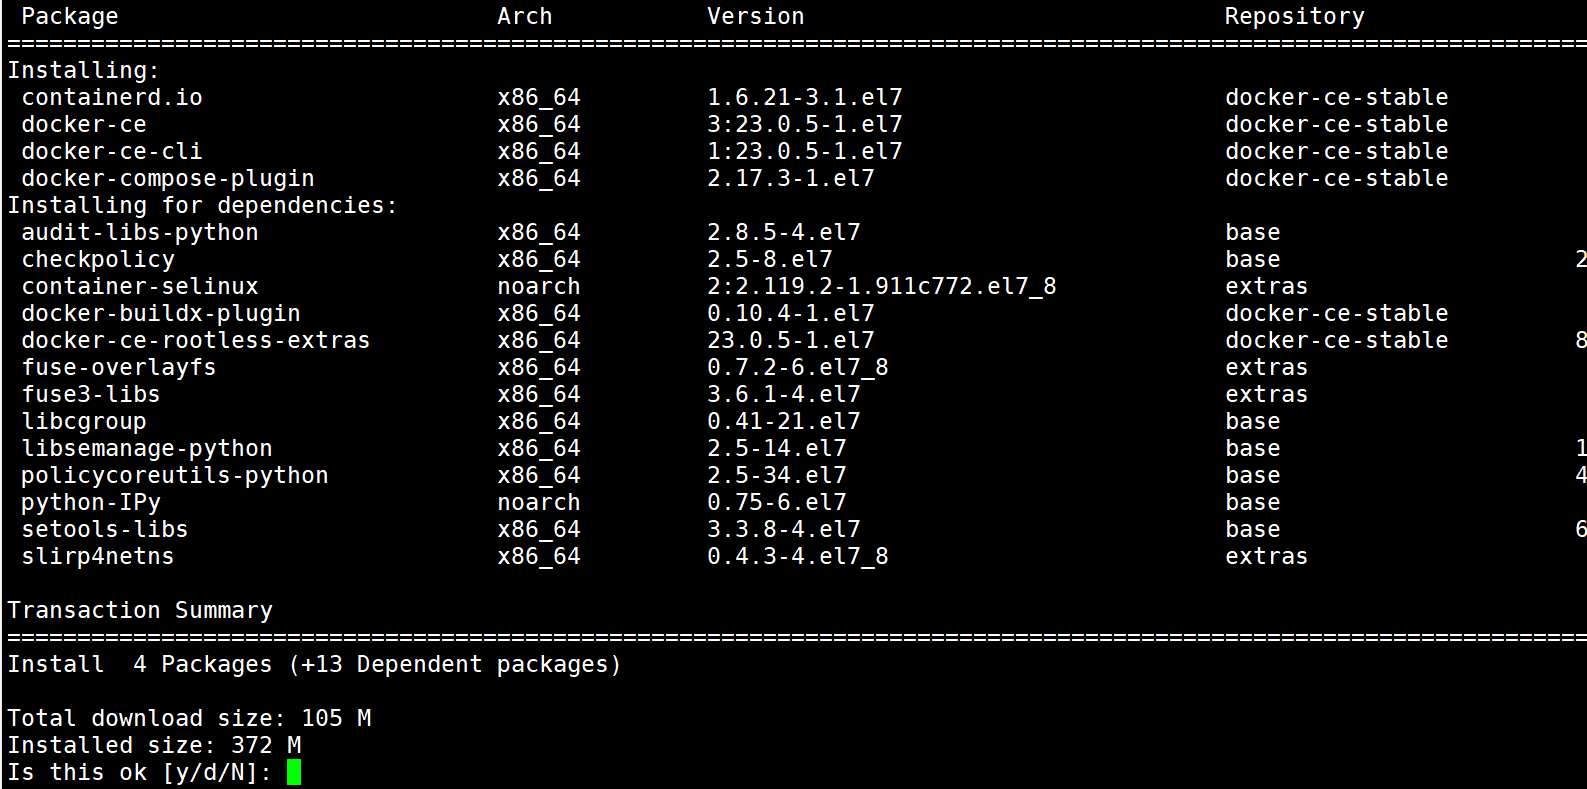 Package Arch Version Repository
================================================================================
Installing:
containerd.io x86_64 1.6.21-3.1.el7 docker-ce-stable
docker-ce x86_64 3:23.0.5-1.el7 docker-ce-stable
docker-ce-cli x86_64 1:23.0.5-1.el7 docker-ce-stable
docker-compose-plugin x86_64 2.17.3-1.el7 docker-ce-stable
Installing for dependencies:
audit-libs-python x86_64 2.8.5-4.el7 base
checkpolicy x86_64 2.5-8.el7 base 2
container-selinux noarch 2:2.119.2-1.911c772.el7_8 extras
docker-buildx-plugin x86_64 0.10.4-1.el7 docker-ce-stable
docker-ce-rootless-extras x86_64 23.0.5-1.el7 docker-ce-stable 8
fuse-overlayfs x86_64 0.7.2-6.el7_8 extras
fuse3-libs x86_64 3.6.1-4.el7 extras
libcgroup x86_64 0.41-21.el7 base
libsemanage-python x86_64 2.5-14.el7 base 1
policycoreutils-python x86_64 2.5-34.el7 base 4
python-IPy noarch 0.75-6.el7 base
setools-libs x86_64 3.3.8-4.el7 base 6
slirp4netns x86_64 0.4.3-4.el7_8 extras
Transaction Summary
================================================================================
Install 4 Packages (+13 Dependent packages)
Total download size: 105 M
Installed size: 372 M
Is this ok [y/d/N]: